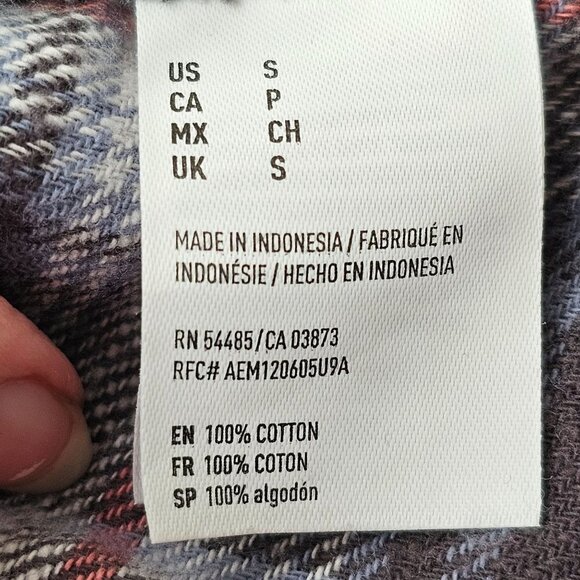 US S
CA P
MX CH
UK S
MADE IN INDONESIA / FABRIQUÉ EN
INDONÉSIE / HECHO EN INDONESIA
RN 54485/CA 03873
RFC# AEM120605U9A
EN 100% COTTON
FR 100% COTON
SP 100% algodón